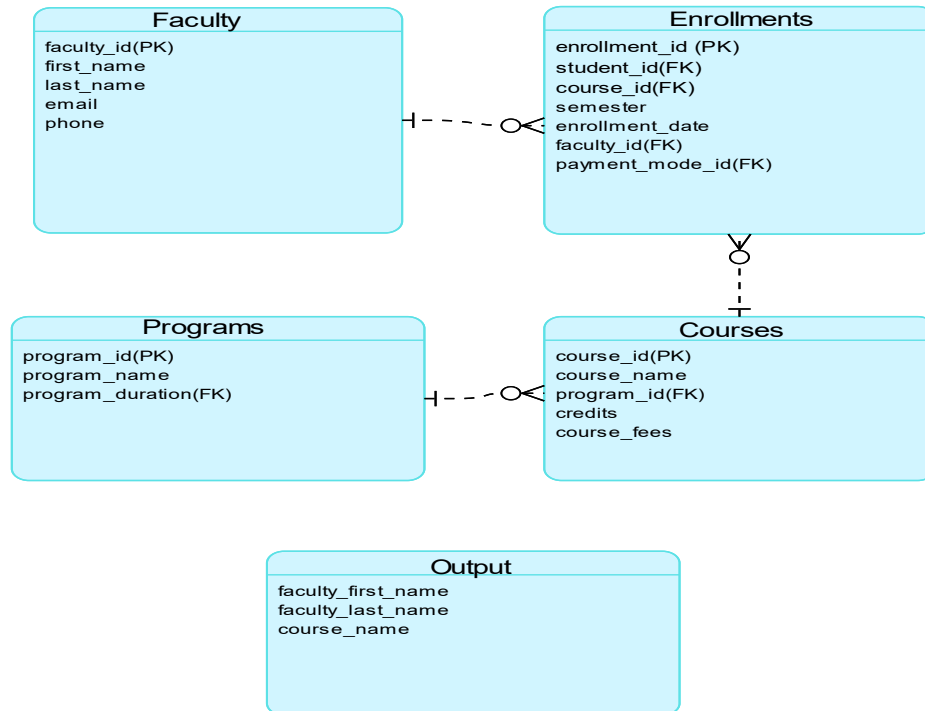 Faculty
faculty_id(PK)
first_name
last_name
email
phone
Enrollments
enrollment_id (PK)
student_id(FK)
course_id(FK)
semester
enrollment_date
faculty_id(FK)
payment_mode_id(FK)
Programs
program_id(PK)
program_name
program_duration(FK)
Courses
course_id(PK)
course_name
program_id(FK)
credits
course_fees
Output
faculty_first_name
faculty_last_name
course_name